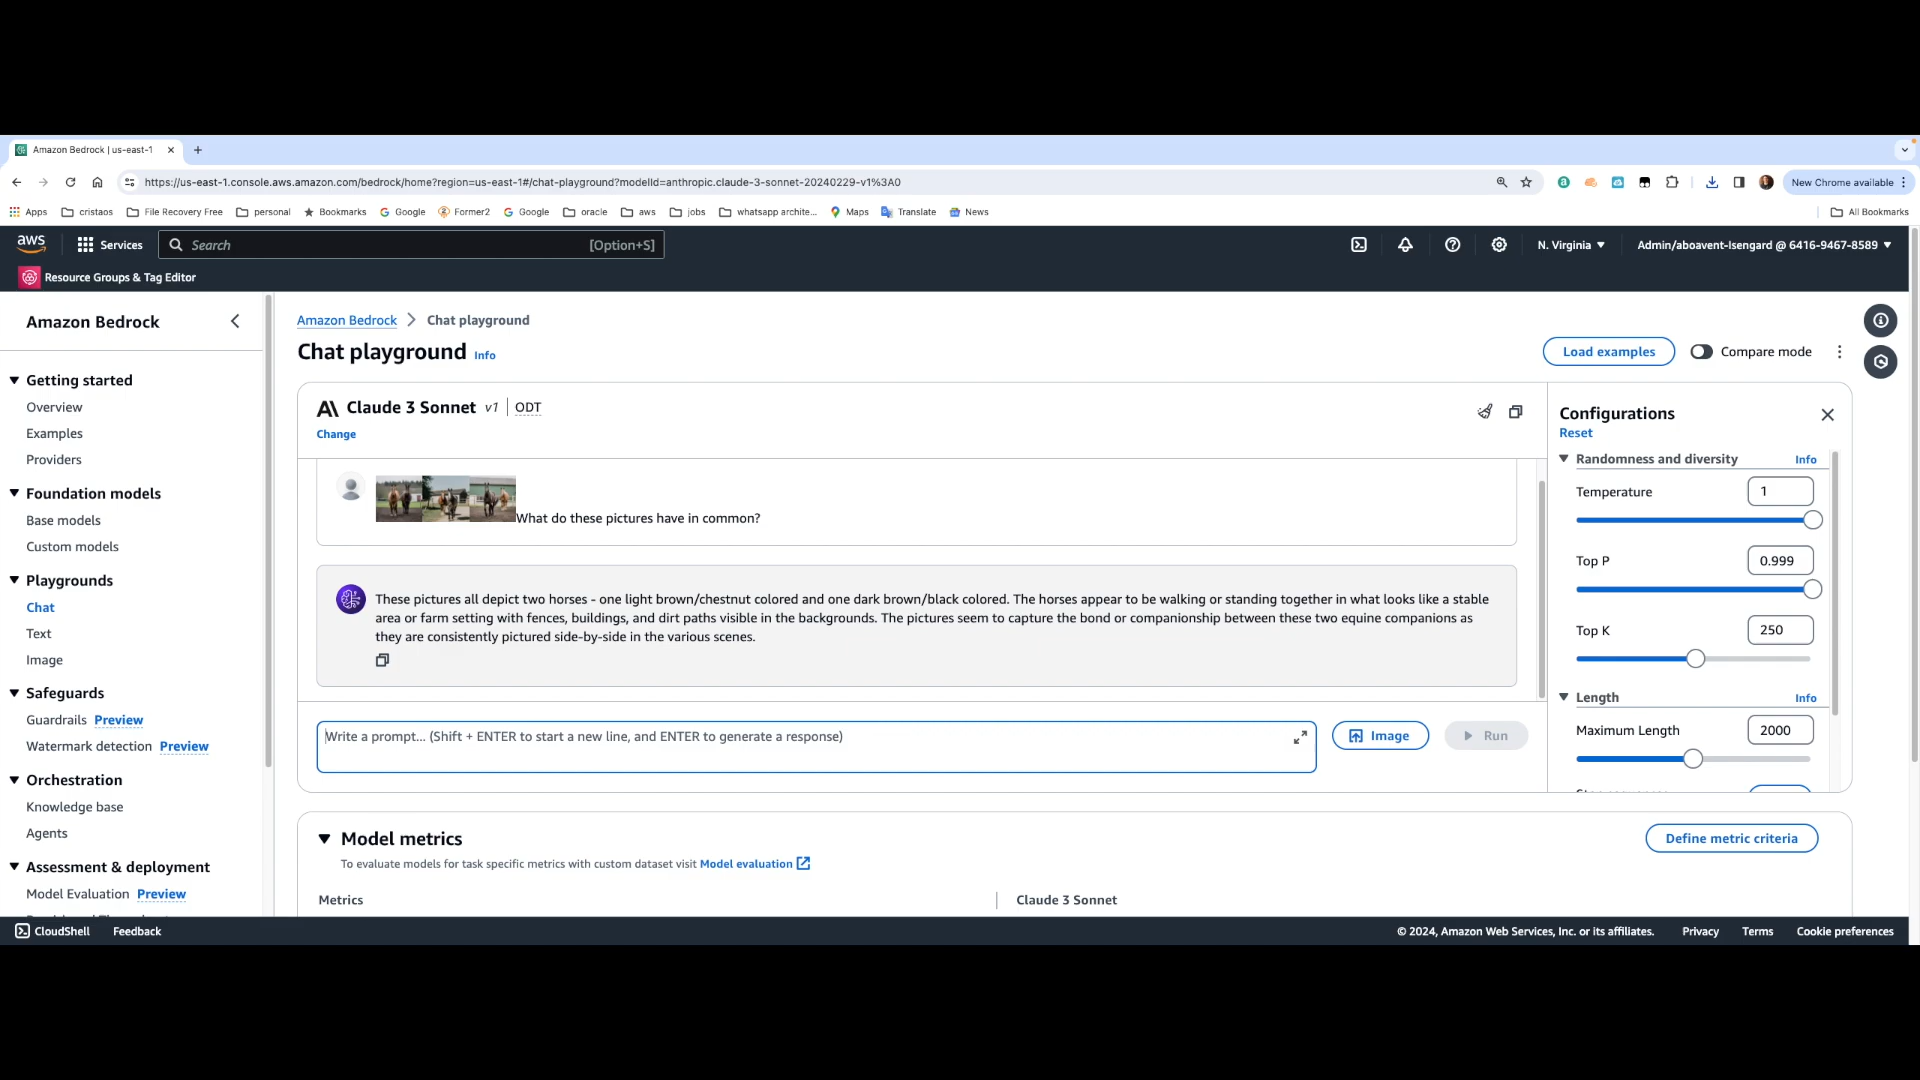 Amazon Bedrock | us-east-1
https://us-east-1.console.aws.amazon.com/bedrock/home?region=us-east-1#/chat-playground?modelId=anthropic.claude-3-sonnet-20240229-v1%3A0
New Chrome available
Apps cristaos File Recovery Free personal Bookmarks Google Former2 Google oracle aws jobs whatsapp archite... Maps Translate News All Bookmarks
aws Services Search [Option+S] N. Virginia Admin/aboavent-Isengard @ 6416-9467-8589
Resource Groups & Tag Editor
Amazon Bedrock
Getting started
Overview
Examples
Providers
Foundation models
Base models
Custom models
Playgrounds
Chat
Text
Image
Safeguards
Guardrails Preview
Watermark detection Preview
Orchestration
Knowledge base
Agents
Assessment & deployment
Model Evaluation Preview
Amazon Bedrock > Chat playground
Chat playground Info
Load examples Compare mode
Claude 3 Sonnet v1 | ODT
Change
What do these pictures have in common?
These pictures all depict two horses - one light brown/chestnut colored and one dark brown/black colored. The horses appear to be walking or standing together in what looks like a stable
area or farm setting with fences, buildings, and dirt paths visible in the backgrounds. The pictures seem to capture the bond or companionship between these two equine companions as
they are consistently pictured side-by-side in the various scenes.
Write a prompt... (Shift + ENTER to start a new line, and ENTER to generate a response)
Image Run
Configurations
Reset
Randomness and diversity Info
Temperature 1
Top P 0.999
Top K 250
Length Info
Maximum Length 2000
Model metrics
Define metric criteria
To evaluate models for task specific metrics with custom dataset visit Model evaluation
Metrics Claude 3 Sonnet
CloudShell Feedback © 2024, Amazon Web Services, Inc. or its affiliates. Privacy Terms Cookie preferences